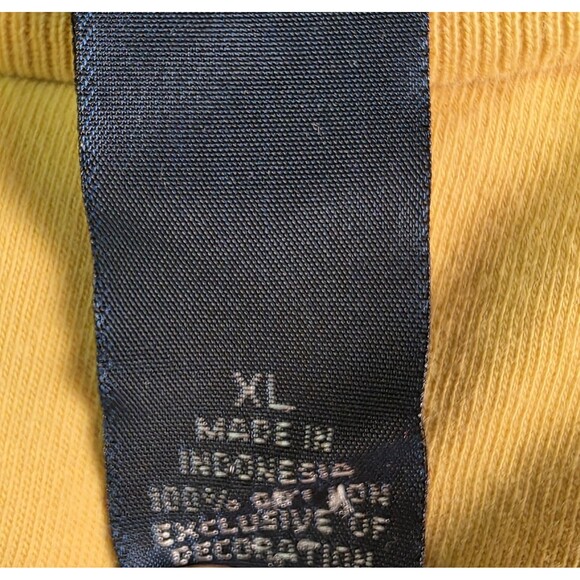 XL
MADE IN
INDONESIA
100% COTTON
EXCLUSIVE OF
DECORATION